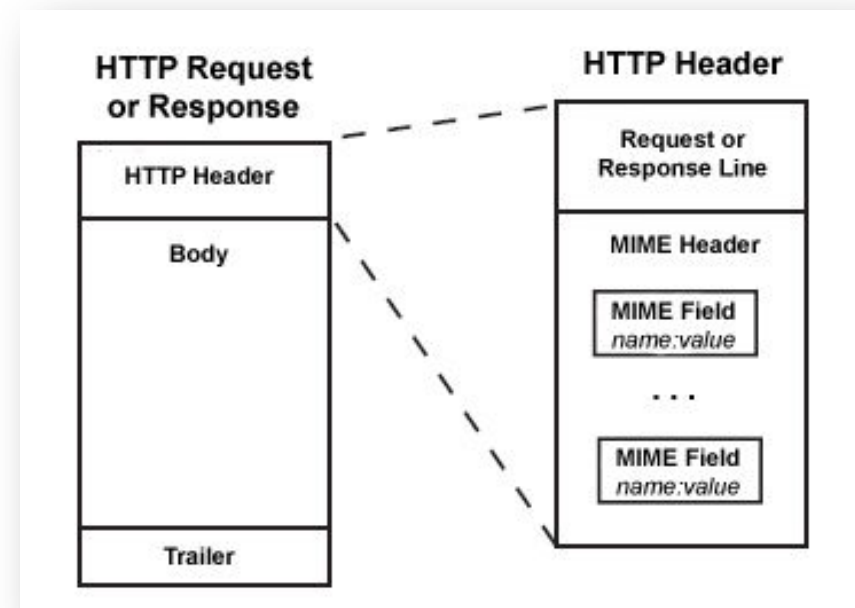 HTTP Request
or Response
HTTP Header
Body
Trailer
HTTP Header
Request or
Response Line
MIME Header
MIME Field
name:value
. . .
MIME Field
name:value